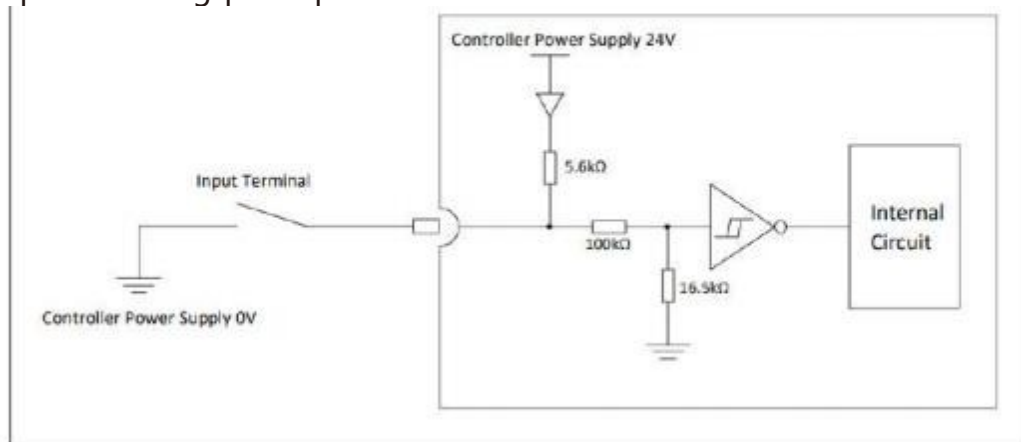 Controller Power Supply 24V
5.6kΩ
Input Terminal
Internal
Circuit
100kΩ
16.5kΩ
Controller Power Supply 0V